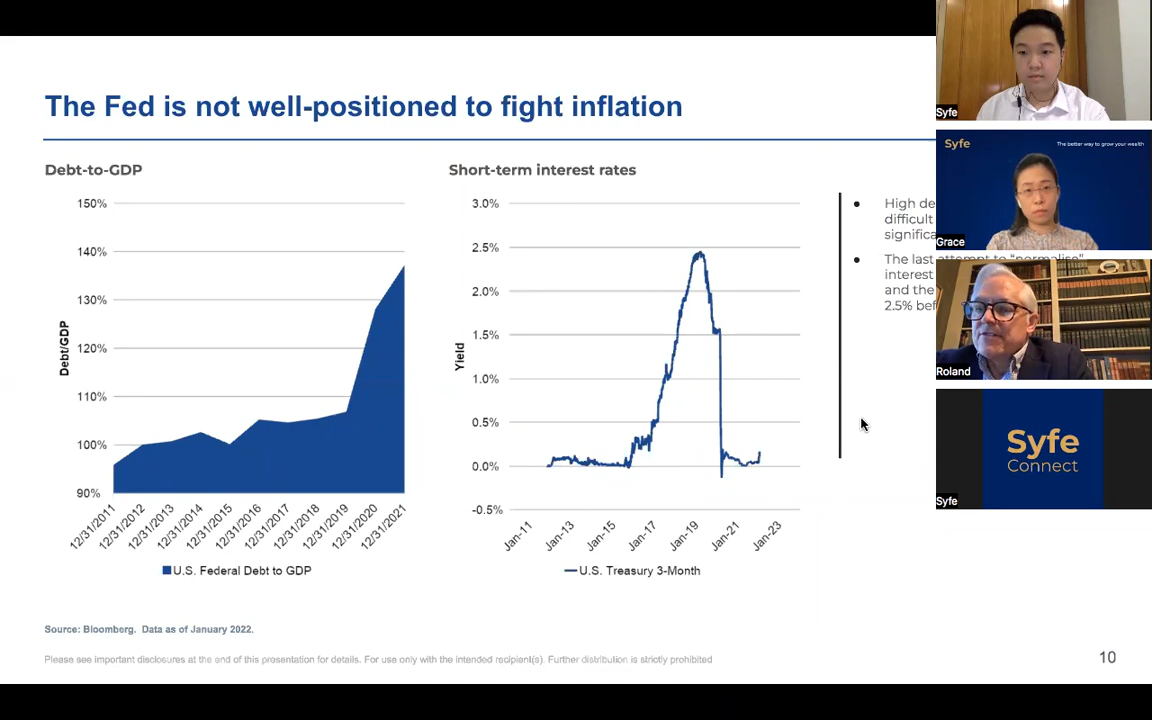 The Fed is not well-positioned to fight inflation
Debt-to-GDP
150%
140%
130%
120%
110%
100%
90%
Debt/GDP
12/31/2011
12/31/2012
12/31/2013
12/31/2014
12/31/2015
12/31/2016
12/31/2017
12/31/2018
12/31/2019
12/31/2020
12/31/2021
U.S. Federal Debt to GDP
Short-term interest rates
3.0%
2.5%
2.0%
1.5%
1.0%
0.5%
0.0%
-0.5%
Yield
Jan-11
Jan-13
Jan-15
Jan-17
Jan-19
Jan-21
Jan-23
U.S. Treasury 3-Month
High
difficult
The last attempt to "normalise"
interest
and the
2.5%
Source: Bloomberg. Data as of January 2022.
Please see important disclosures at the end of this presentation for details. For use only with the intended recipient(s). Further distribution is strictly prohibited
10
Syfe
Syfe
The better way to grow your wealth
Grace
Roland
Syfe
Connect
Syfe